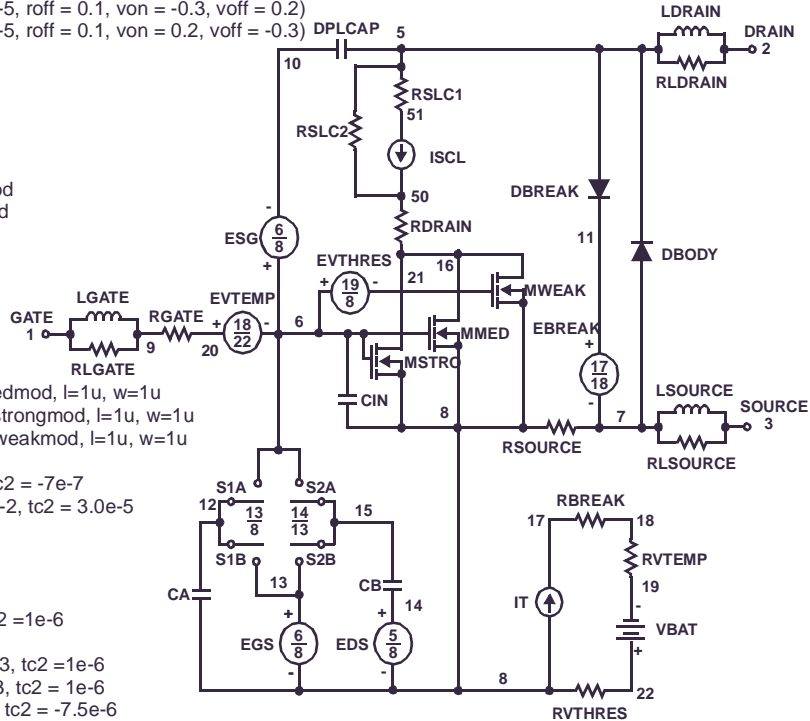 -5, roff = 0.1, von = -0.3, voff = 0.2)
-5, roff = 0.1, von = 0.2, voff = -0.3)
LDRAIN
DPLCAP
5
DRAIN
2
10
RLDRAIN
RSLC1
51
RSLC2
ISCL
50
DBREAK
RDRAIN
11
DBODY
ESG
6
8
-
+
EVTHRES
+
19
8
-
16
21
MWEAK
LGATE
EVTEMP
GATE
1
RGATE
+
18
22
-
6
EBREAK
+
MMED
9
20
MSTRO
RLGATE
17
18
-
CIN
8
7
LSOURCE
SOURCE
3
RSOURCE
RLSOURCE
edmod, l=1u, w=1u
strongmod, l=1u, w=1u
weakmod, l=1u, w=1u
c2 = -7e-7
-2, tc2 = 3.0e-5
S1A
S2A
12
13
8
14
13
15
S1B
S2B
13
CA
CB
14
+
+
EGS
6
8
EDS
5
8
-
-
RBREAK
17
18
RVTEMP
19
-
IT
VBAT
+
8
22
RVTHRES
od
d
2 =1e-6
3, tc2 =1e-6
3, tc2 = 1e-6
tc2 = -7.5e-6